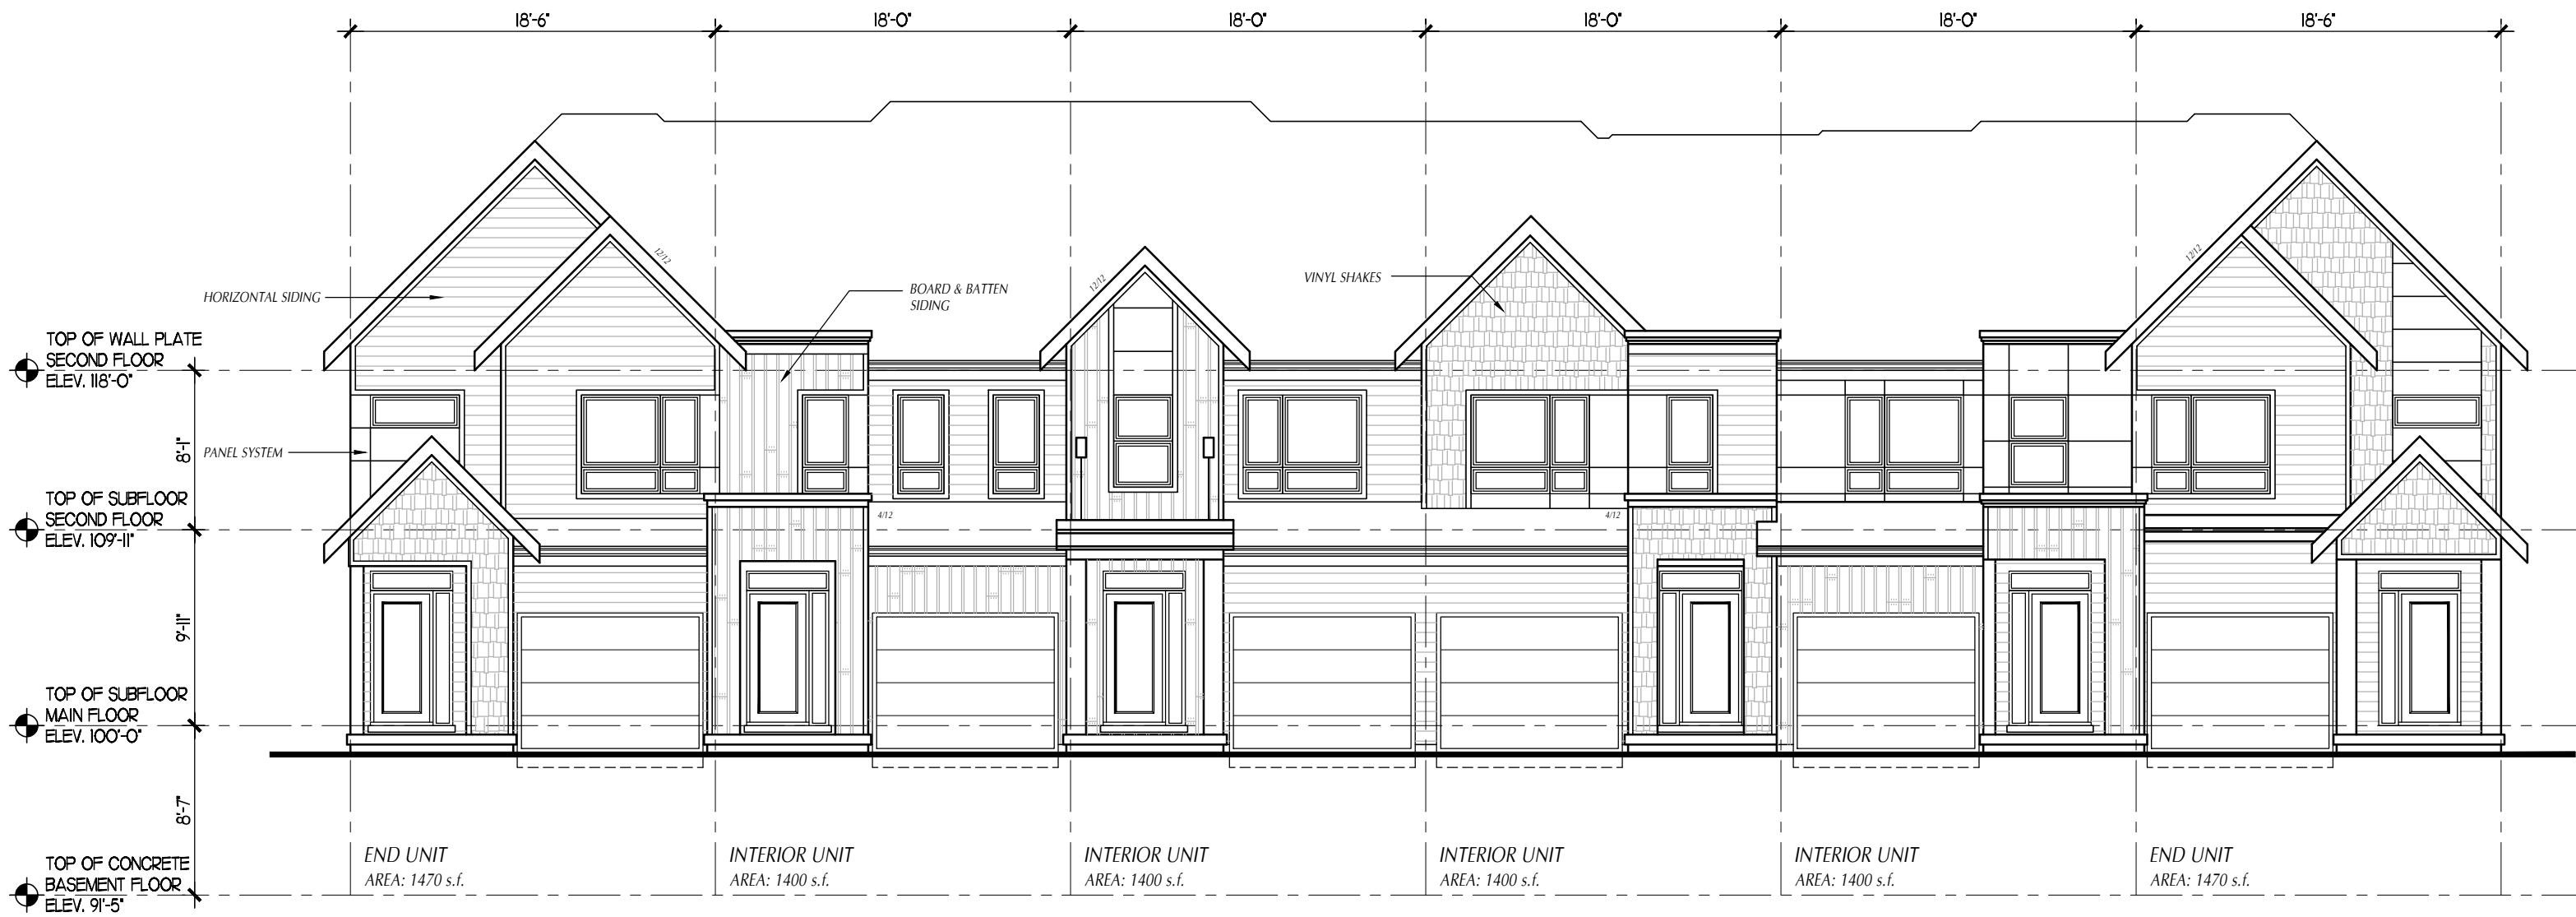 18'-6"
18'-0"
18'-0"
18'-0"
18'-0"
18'-6"
12/12
12/12
12/12
HORIZONTAL SIDING
BOARD & BATTEN
SIDING
VINYL SHAKES
TOP OF WALL PLATE
SECOND FLOOR
ELEV. 118'-0"
8'-1"
PANEL SYSTEM
TOP OF SUBFLOOR
SECOND FLOOR
ELEV. 109'-11"
4/12
4/12
9'-11"
TOP OF SUBFLOOR
MAIN FLOOR
ELEV. 100'-0"
8'-7"
TOP OF CONCRETE
BASEMENT FLOOR
ELEV. 91'-5"
END UNIT
AREA: 1470 s.f.
INTERIOR UNIT
AREA: 1400 s.f.
INTERIOR UNIT
AREA: 1400 s.f.
INTERIOR UNIT
AREA: 1400 s.f.
INTERIOR UNIT
AREA: 1400 s.f.
END UNIT
AREA: 1470 s.f.